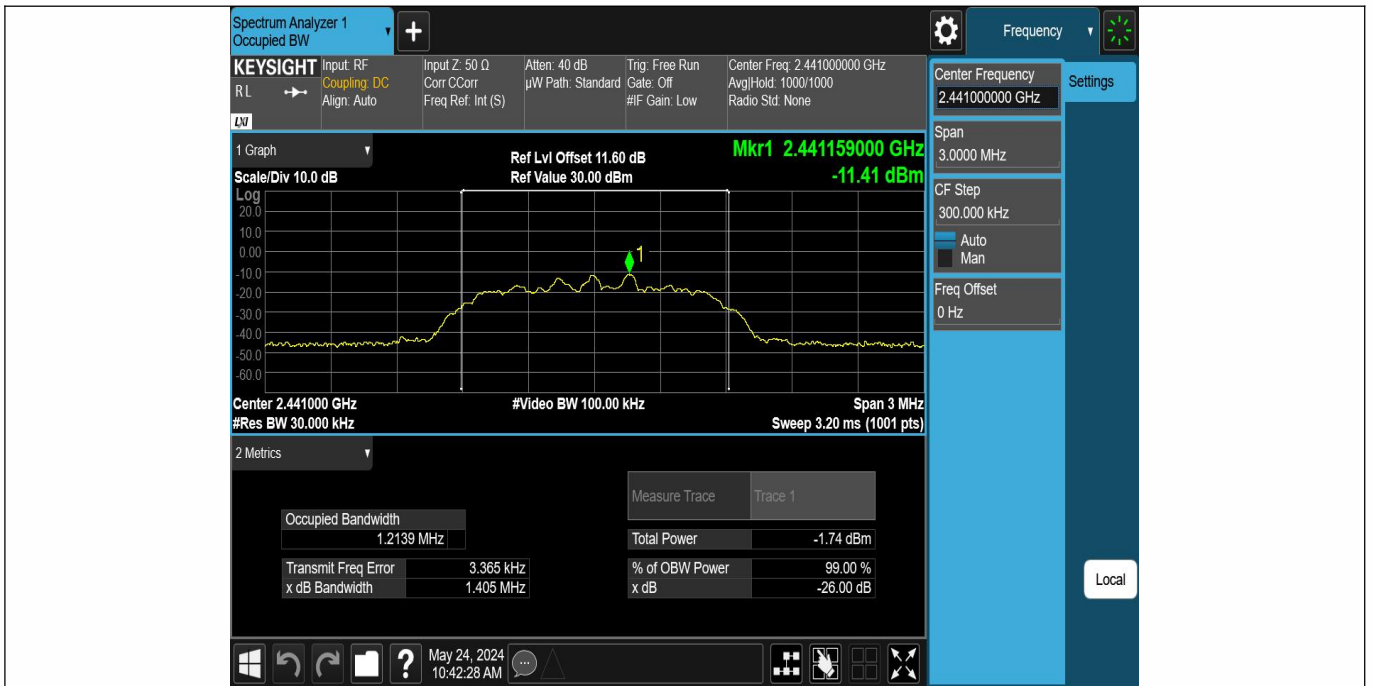 Spectrum Analyzer 1
Occupied BW
Frequency
KEYSIGHT
RL
LXI
Input: RF
Coupling: DC
Align: Auto
Input Z: 50 Ω
Corr CCorr
Freq Ref: Int (S)
Atten: 40 dB
µW Path: Standard
Trig: Free Run
Gate: Off
#IF Gain: Low
Center Freq: 2.441000000 GHz
Avg|Hold: 1000/1000
Radio Std: None
Center Frequency
2.441000000 GHz
Settings
Span
3.0000 MHz
CF Step
300.000 kHz
Auto
Man
Freq Offset
0 Hz
Local
1 Graph
Scale/Div 10.0 dB
Ref Lvl Offset 11.60 dB
Ref Value 30.00 dBm
Mkr1 2.441159000 GHz
-11.41 dBm
Log
20.0
10.0
0.00
-10.0
-20.0
-30.0
-40.0
-50.0
-60.0
1
Center 2.441000 GHz
#Video BW 100.00 kHz
Span 3 MHz
#Res BW 30.000 kHz
Sweep 3.20 ms (1001 pts)
2 Metrics
Measure Trace
Trace 1
Occupied Bandwidth
1.2139 MHz
Total Power
-1.74 dBm
Transmit Freq Error
3.365 kHz
% of OBW Power
99.00 %
x dB Bandwidth
1.405 MHz
x dB
-26.00 dB
?
May 24, 2024
10:42:28 AM